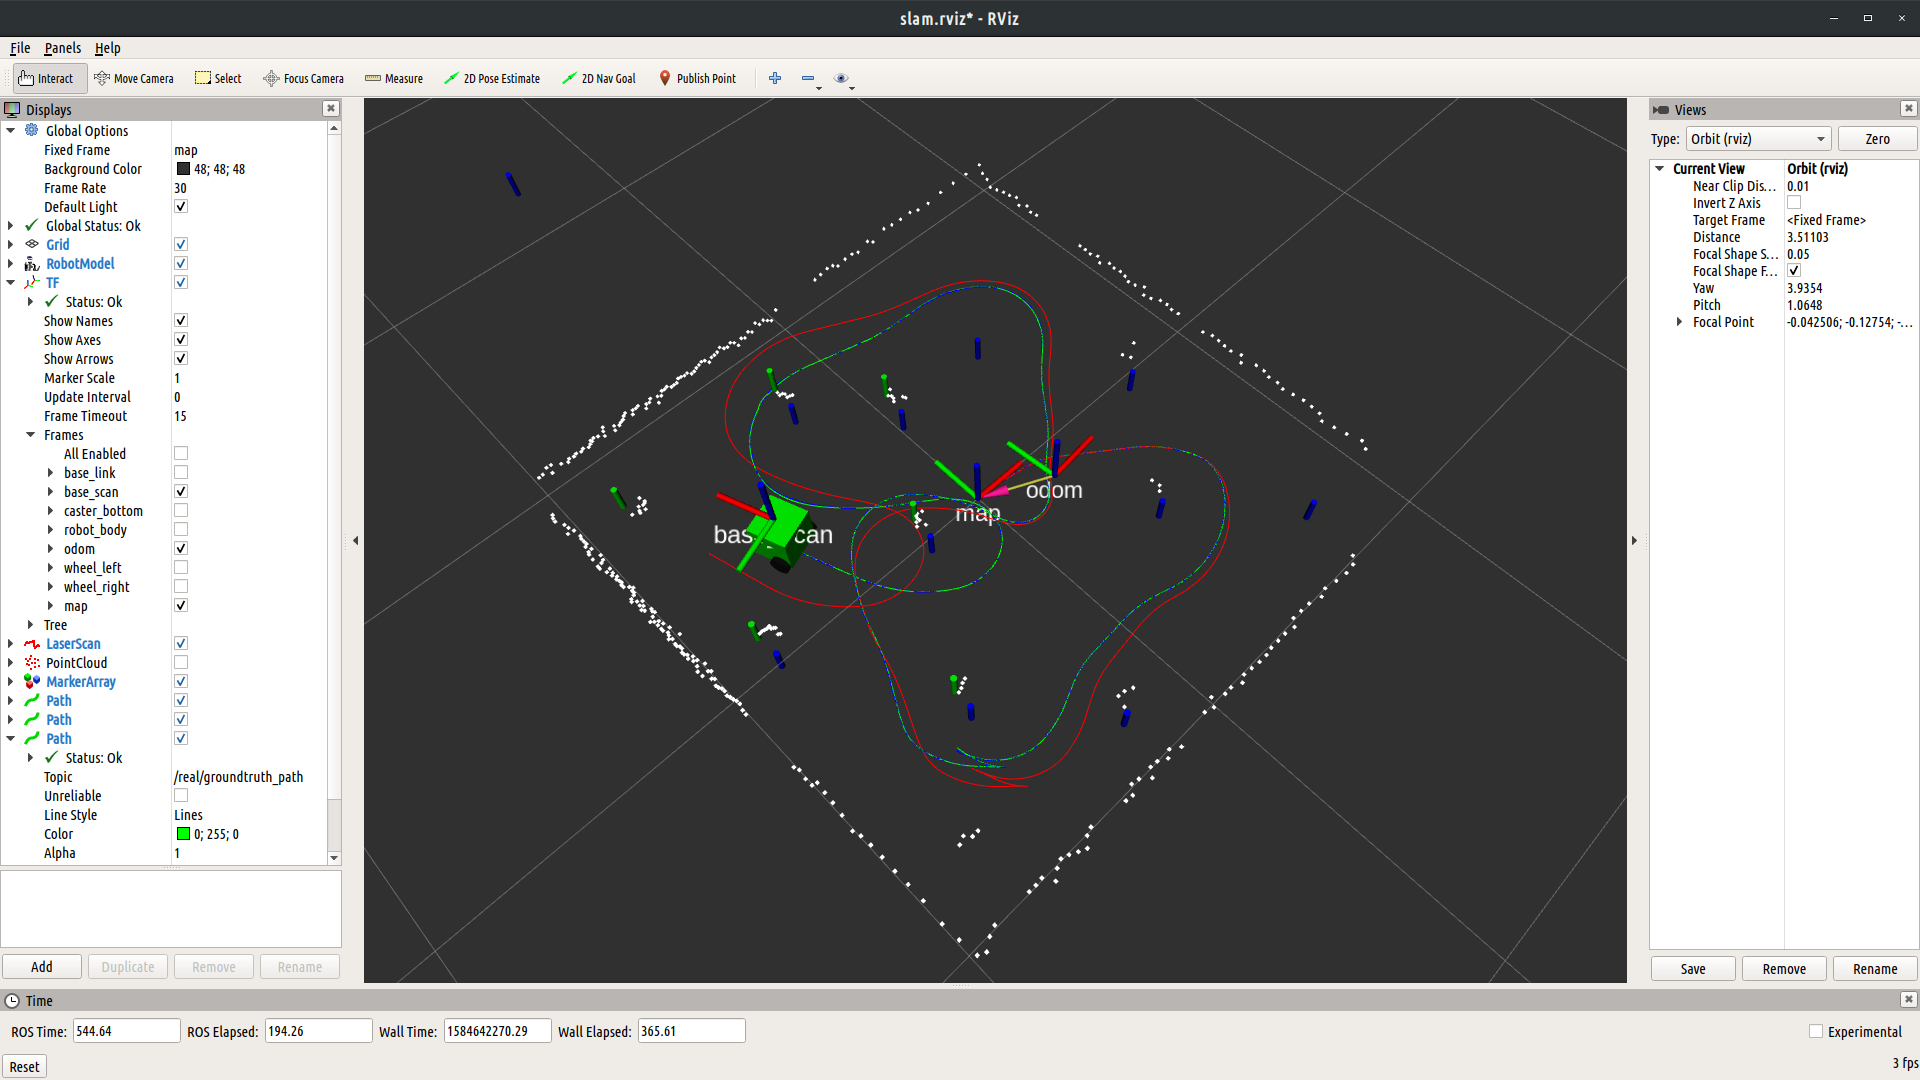 slam.rviz* - RViz
File Panels Help
Interact Move Camera Select Focus Camera Measure 2D Pose Estimate 2D Nav Goal Publish Point
Displays
Global Options
Fixed Frame map
Background Color 48; 48; 48
Frame Rate 30
Default Light
Global Status: Ok
Grid
RobotModel
TF
Status: Ok
Show Names
Show Axes
Show Arrows
Marker Scale 1
Update Interval 0
Frame Timeout 15
Frames
All Enabled
base_link
base_scan
caster_bottom
robot_body
odom
wheel_left
wheel_right
map
Tree
LaserScan
PointCloud
MarkerArray
Path
Path
Path
Status: Ok
Topic /real/groundtruth_path
Unreliable
Line Style Lines
Color 0; 255; 0
Alpha 1
Add Duplicate Remove Rename
odom
map
bas can
Views
Type: Orbit (rviz) Zero
Current View Orbit (rviz)
Near Clip Dis... 0.01
Invert Z Axis
Target Frame <Fixed Frame>
Distance 3.51103
Focal Shape S... 0.05
Focal Shape F...
Yaw 3.9354
Pitch 1.0648
Focal Point -0.042506; -0.12754; -...
Save Remove Rename
Time
ROS Time: 544.64 ROS Elapsed: 194.26 Wall Time: 1584642270.29 Wall Elapsed: 365.61 Experimental
Reset 3 fps